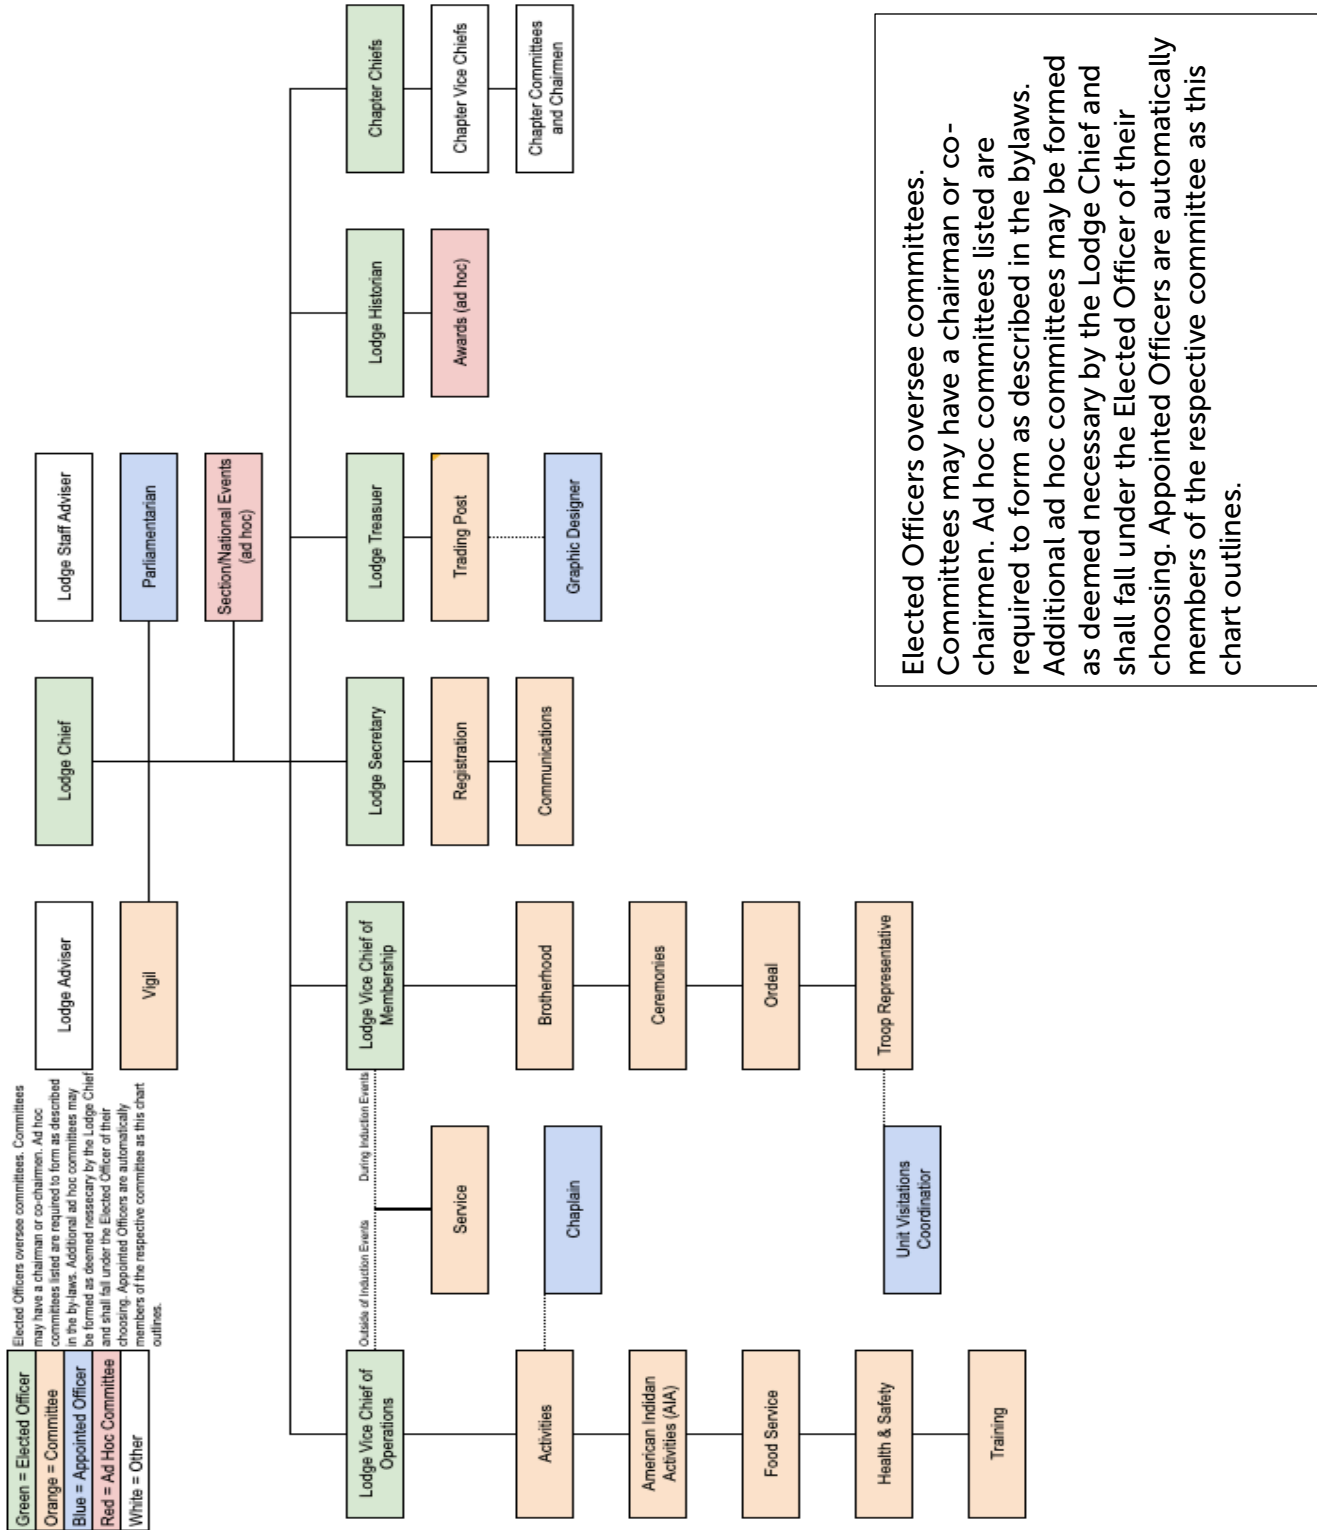 Green = Elected Officer
Orange = Committee
Blue = Appointed Officer
Red = Ad Hoc Committee
White = Other
Elected Officers oversee committees. Committees
may have a chairman or co-chairmen. Ad hoc
committees listed are required to form as described
in the by-laws. Additional ad hoc committees may
be formed as deemed nessecary by the Lodge Chief
and shall fall under the Elected Officer of their
choosing. Appointed Officers are automatically
members of the respective committee as this chart
outlines.
Lodge Adviser
Lodge Chief
Lodge Staff Adviser
Vigil
Parliamentarian
Section/National Events
(ad hoc)
Lodge Vice Chief of
Operations
Outside of Induction Events
During Induction Events
Lodge Vice Chief of
Membership
Lodge Secretary
Lodge Treasuer
Lodge Historian
Chapter Chiefs
Service
Registration
Trading Post
Awards (ad hoc)
Chapter Vice Chiefs
Activities
Chaplain
Brotherhood
Communications
Graphic Designer
Chapter Committees
and Chairmen
American Indidan
Activities (AIA)
Ceremonies
Food Service
Ordeal
Health & Safety
Unit Visitations
Coordinatior
Troop Representative
Training
Elected Officers oversee committees.
Committees may have a chairman or co-
chairmen. Ad hoc committees listed are
required to form as described in the bylaws.
Additional ad hoc committees may be formed
as deemed necessary by the Lodge Chief and
shall fall under the Elected Officer of their
choosing. Appointed Officers are automatically
members of the respective committee as this
chart outlines.